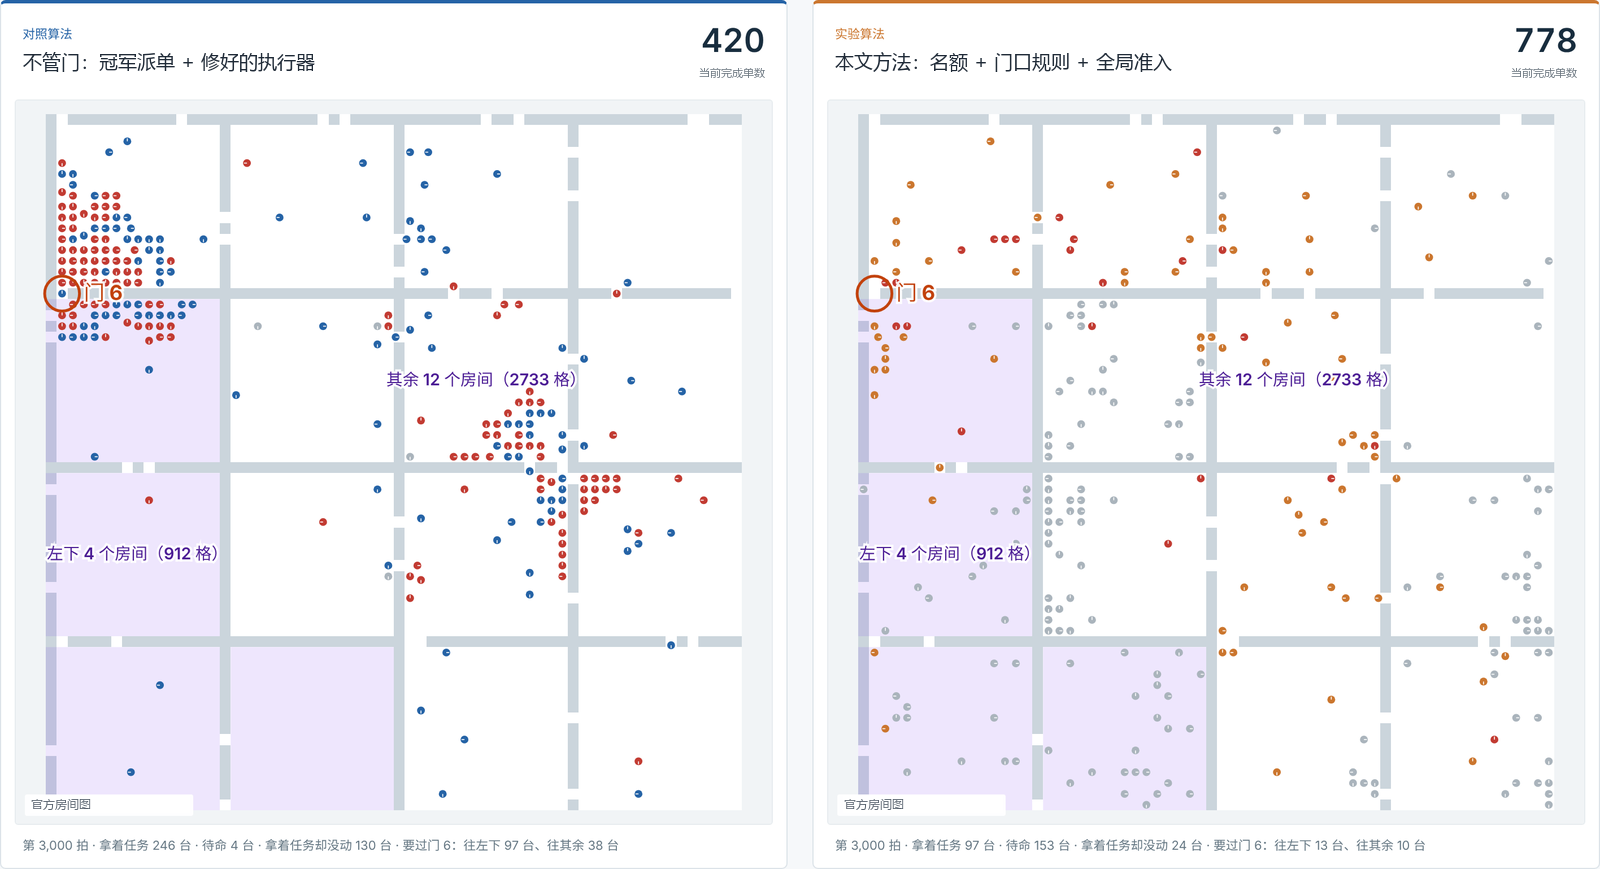 对照算法
不管门：冠军派单 + 修好的执行器
420
当前完成单数
门 6
其余 12 个房间（2733 格）
左下 4 个房间（912 格）
官方房间图
第 3,000 拍 · 拿着任务 246 台 · 待命 4 台 · 拿着任务却没动 130 台 · 要过门 6：往左下 97 台、往其余 38 台
实验算法
本文方法：名额 + 门口规则 + 全局准入
778
当前完成单数
门 6
其余 12 个房间（2733 格）
左下 4 个房间（912 格）
官方房间图
第 3,000 拍 · 拿着任务 97 台 · 待命 153 台 · 拿着任务却没动 24 台 · 要过门 6：往左下 13 台、往其余 10 台